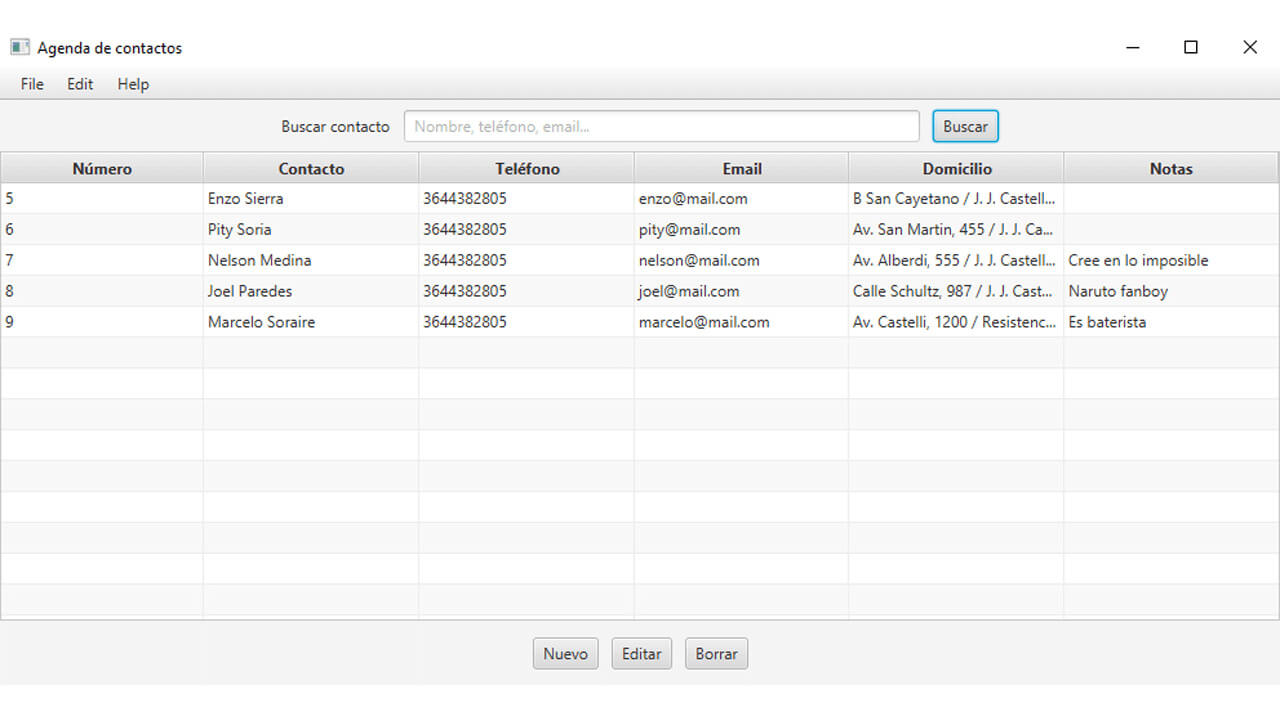 Agenda de contactos
File Edit Help
Buscar contacto Nombre, teléfono, email... Buscar
Número Contacto Teléfono Email Domicilio Notas
5 Enzo Sierra 3644382805 enzo@mail.com B San Cayetano / J. J. Castell...
6 Pity Soria 3644382805 pity@mail.com Av. San Martin, 455 / J. J. Ca...
7 Nelson Medina 3644382805 nelson@mail.com Av. Alberdi, 555 / J. J. Castell... Cree en lo imposible
8 Joel Paredes 3644382805 joel@mail.com Calle Schultz, 987 / J. J. Cast... Naruto fanboy
9 Marcelo Soraire 3644382805 marcelo@mail.com Av. Castelli, 1200 / Resistenc... Es baterista
Nuevo Editar Borrar